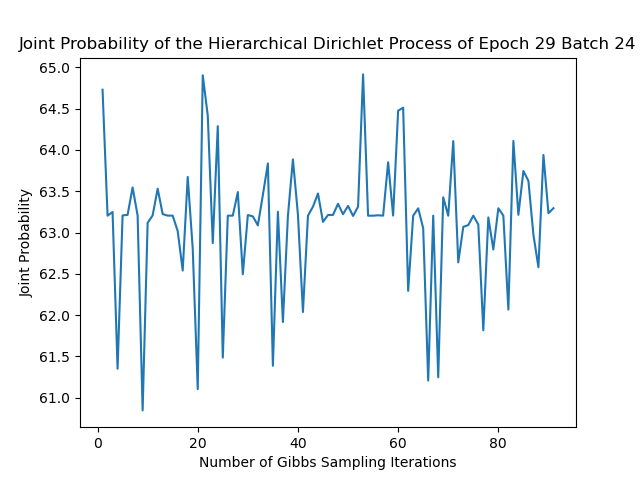 Joint Probability of the Hierarchical Dirichlet Process of Epoch 29 Batch 24
65.0
64.5
64.0
63.5
63.0
62.5
62.0
61.5
61.0
Joint Probability
0 20 40 60 80
Number of Gibbs Sampling Iterations